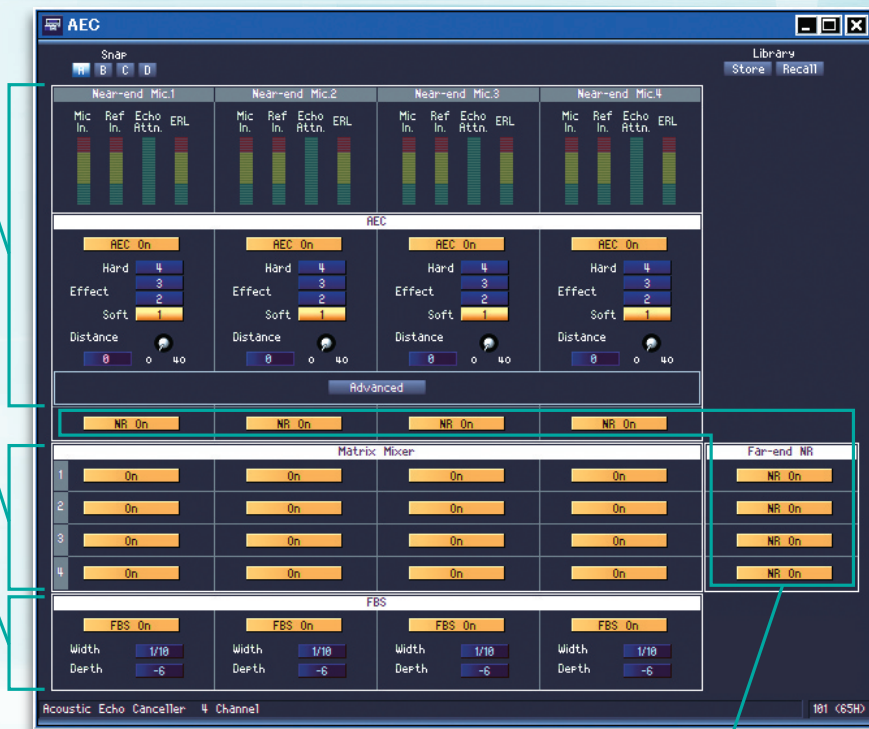 AEC
Snap Library
A B C D Store Recall
Near-end Mic.1 Near-end Mic.2 Near-end Mic.3 Near-end Mic.4
Mic In. Ref In. Echo Attn. ERL Mic In. Ref In. Echo Attn. ERL Mic In. Ref In. Echo Attn. ERL Mic In. Ref In. Echo Attn. ERL
AEC
AEC On AEC On AEC On AEC On
Hard 4 Hard 4 Hard 4 Hard 4
3 3 3 3
Effect Effect Effect Effect
2 2 2 2
Soft 1 Soft 1 Soft 1 Soft 1
Distance Distance Distance Distance
0 0 40 0 0 40 0 0 40 0 0 40
Advanced
NR On NR On NR On NR On
Matrix Mixer Far-end NR
1 On On On On NR On
2 On On On On NR On
3 On On On On NR On
4 On On On On NR On
FBS
FBS On FBS On FBS On FBS On
Width 1/10 Width 1/10 Width 1/10 Width 1/10
Depth -6 Depth -6 Depth -6 Depth -6
Acoustic Echo Canceller 4 Channel 101 (65H)